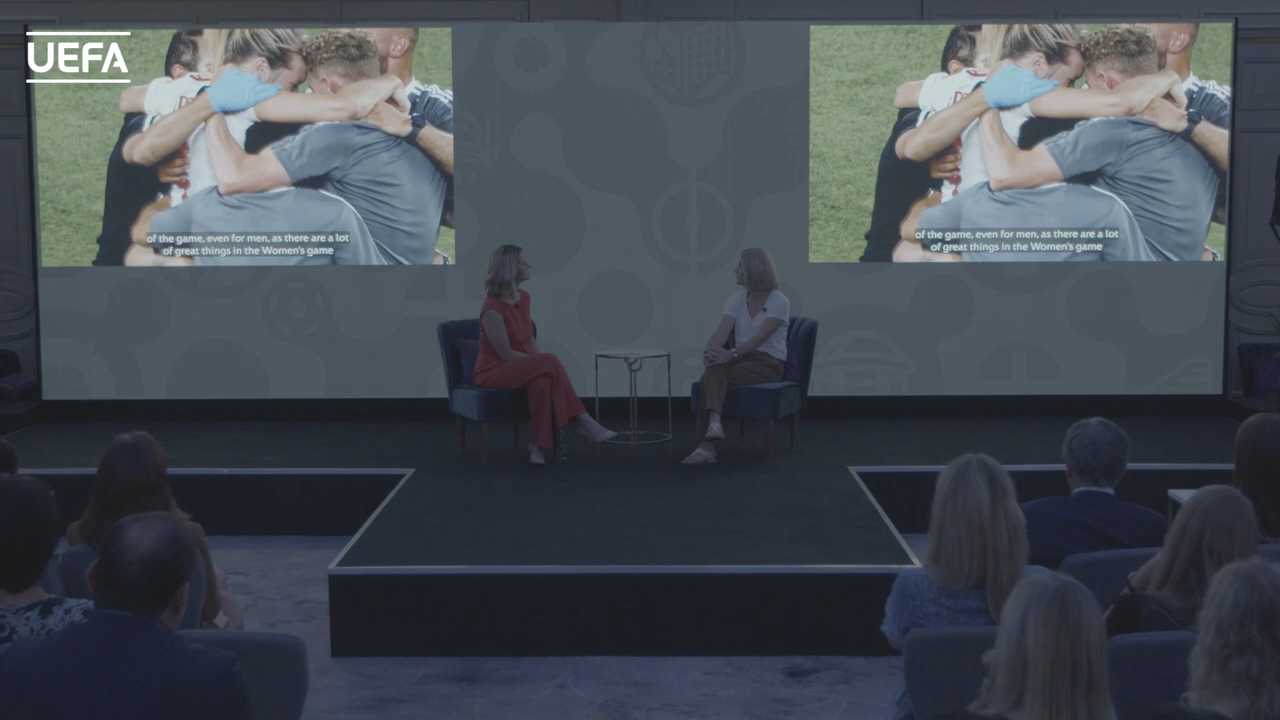 UEFA
of the game, even for men, as there are a lot
of great things in the Women's game
of the game, even for men, as there are a lot
of great things in the Women's game